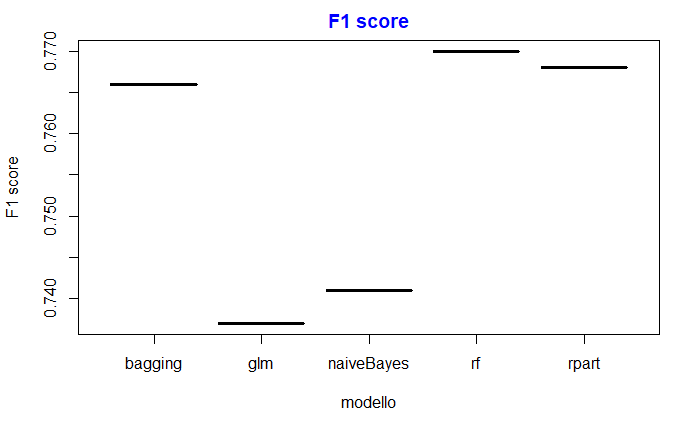 F1 score
F1 score
0.770
0.760
0.750
0.740
bagging glm naiveBayes rf rpart
modello